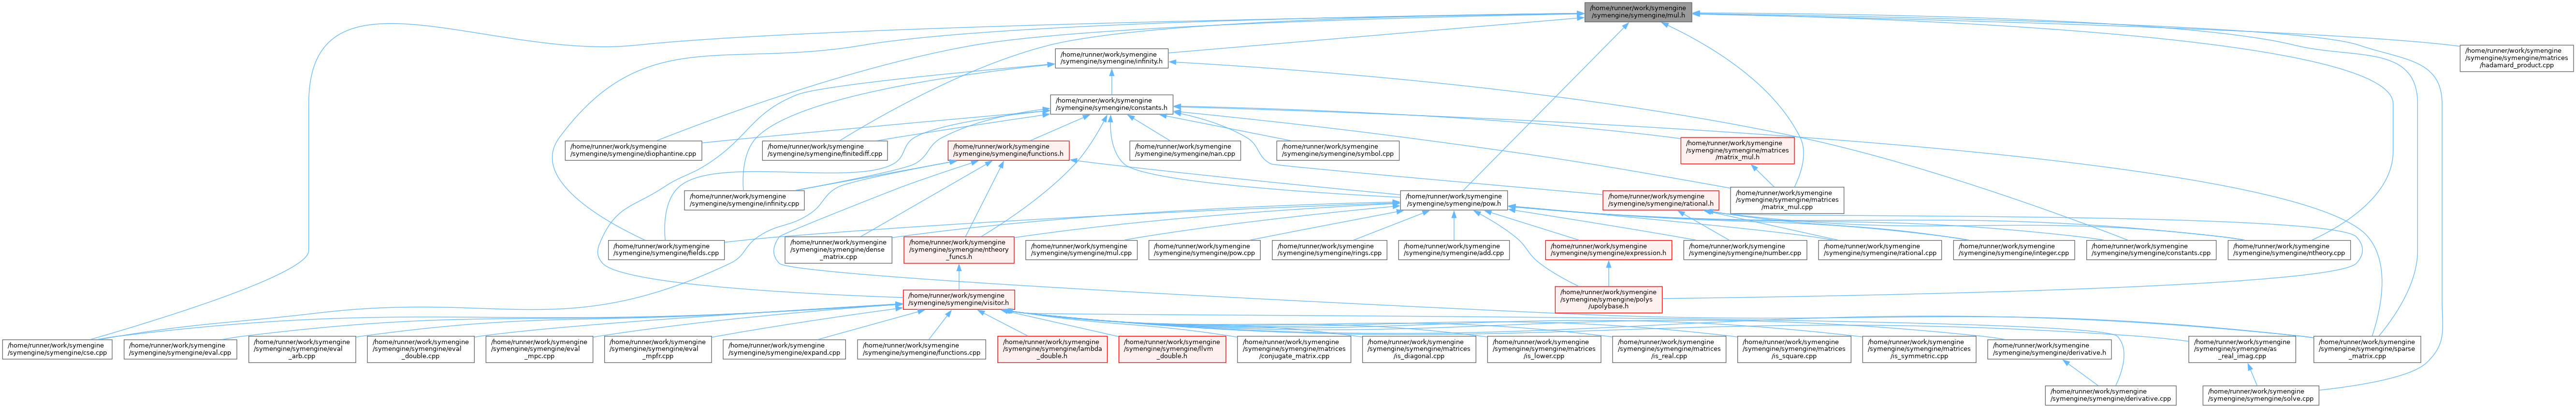 /home/runner/work/symengine
/symengine/symengine/mul.h
/home/runner/work/symengine
/symengine/symengine/matrices
/hadamard_product.cpp
/home/runner/work/symengine
/symengine/symengine/infinity.h
/home/runner/work/symengine
/symengine/symengine/constants.h
/home/runner/work/symengine
/symengine/symengine/diophantine.cpp
/home/runner/work/symengine
/symengine/symengine/finitediff.cpp
/home/runner/work/symengine
/symengine/symengine/functions.h
/home/runner/work/symengine
/symengine/symengine/nan.cpp
/home/runner/work/symengine
/symengine/symengine/symbol.cpp
/home/runner/work/symengine
/symengine/symengine/matrices
/matrix_mul.h
/home/runner/work/symengine
/symengine/symengine/infinity.cpp
/home/runner/work/symengine
/symengine/symengine/pow.h
/home/runner/work/symengine
/symengine/symengine/rational.h
/home/runner/work/symengine
/symengine/symengine/matrices
/matrix_mul.cpp
/home/runner/work/symengine
/symengine/symengine/fields.cpp
/home/runner/work/symengine
/symengine/symengine/dense
_matrix.cpp
/home/runner/work/symengine
/symengine/symengine/ntheory
_funcs.h
/home/runner/work/symengine
/symengine/symengine/mul.cpp
/home/runner/work/symengine
/symengine/symengine/pow.cpp
/home/runner/work/symengine
/symengine/symengine/rings.cpp
/home/runner/work/symengine
/symengine/symengine/add.cpp
/home/runner/work/symengine
/symengine/symengine/expression.h
/home/runner/work/symengine
/symengine/symengine/number.cpp
/home/runner/work/symengine
/symengine/symengine/rational.cpp
/home/runner/work/symengine
/symengine/symengine/integer.cpp
/home/runner/work/symengine
/symengine/symengine/constants.cpp
/home/runner/work/symengine
/symengine/symengine/ntheory.cpp
/home/runner/work/symengine
/symengine/symengine/visitor.h
/home/runner/work/symengine
/symengine/symengine/polys
/upolybase.h
/home/runner/work/symengine
/symengine/symengine/cse.cpp
/home/runner/work/symengine
/symengine/symengine/eval.cpp
/home/runner/work/symengine
/symengine/symengine/eval
_arb.cpp
/home/runner/work/symengine
/symengine/symengine/eval
_double.cpp
/home/runner/work/symengine
/symengine/symengine/eval
_mpc.cpp
/home/runner/work/symengine
/symengine/symengine/eval
_mpfr.cpp
/home/runner/work/symengine
/symengine/symengine/expand.cpp
/home/runner/work/symengine
/symengine/symengine/functions.cpp
/home/runner/work/symengine
/symengine/symengine/lambda
_double.h
/home/runner/work/symengine
/symengine/symengine/llvm
_double.h
/home/runner/work/symengine
/symengine/symengine/matrices
/conjugate_matrix.cpp
/home/runner/work/symengine
/symengine/symengine/matrices
/is_diagonal.cpp
/home/runner/work/symengine
/symengine/symengine/matrices
/is_lower.cpp
/home/runner/work/symengine
/symengine/symengine/matrices
/is_real.cpp
/home/runner/work/symengine
/symengine/symengine/matrices
/is_square.cpp
/home/runner/work/symengine
/symengine/symengine/matrices
/is_symmetric.cpp
/home/runner/work/symengine
/symengine/symengine/derivative.h
/home/runner/work/symengine
/symengine/symengine/as
_real_imag.cpp
/home/runner/work/symengine
/symengine/symengine/sparse
_matrix.cpp
/home/runner/work/symengine
/symengine/symengine/derivative.cpp
/home/runner/work/symengine
/symengine/symengine/solve.cpp